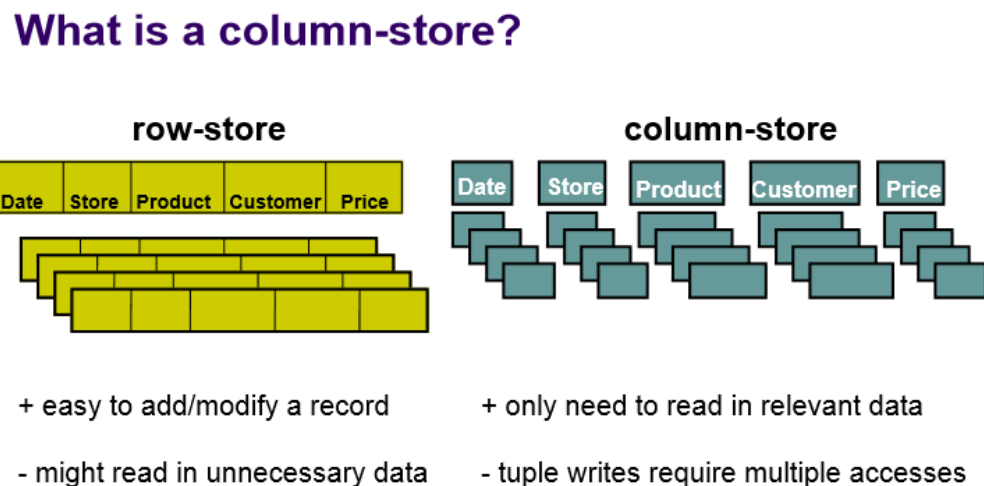 What is a column-store?
row-store
column-store
Date Store Product Customer Price
Date Store Product Customer Price
+ easy to add/modify a record
+ only need to read in relevant data
- might read in unnecessary data
- tuple writes require multiple accesses